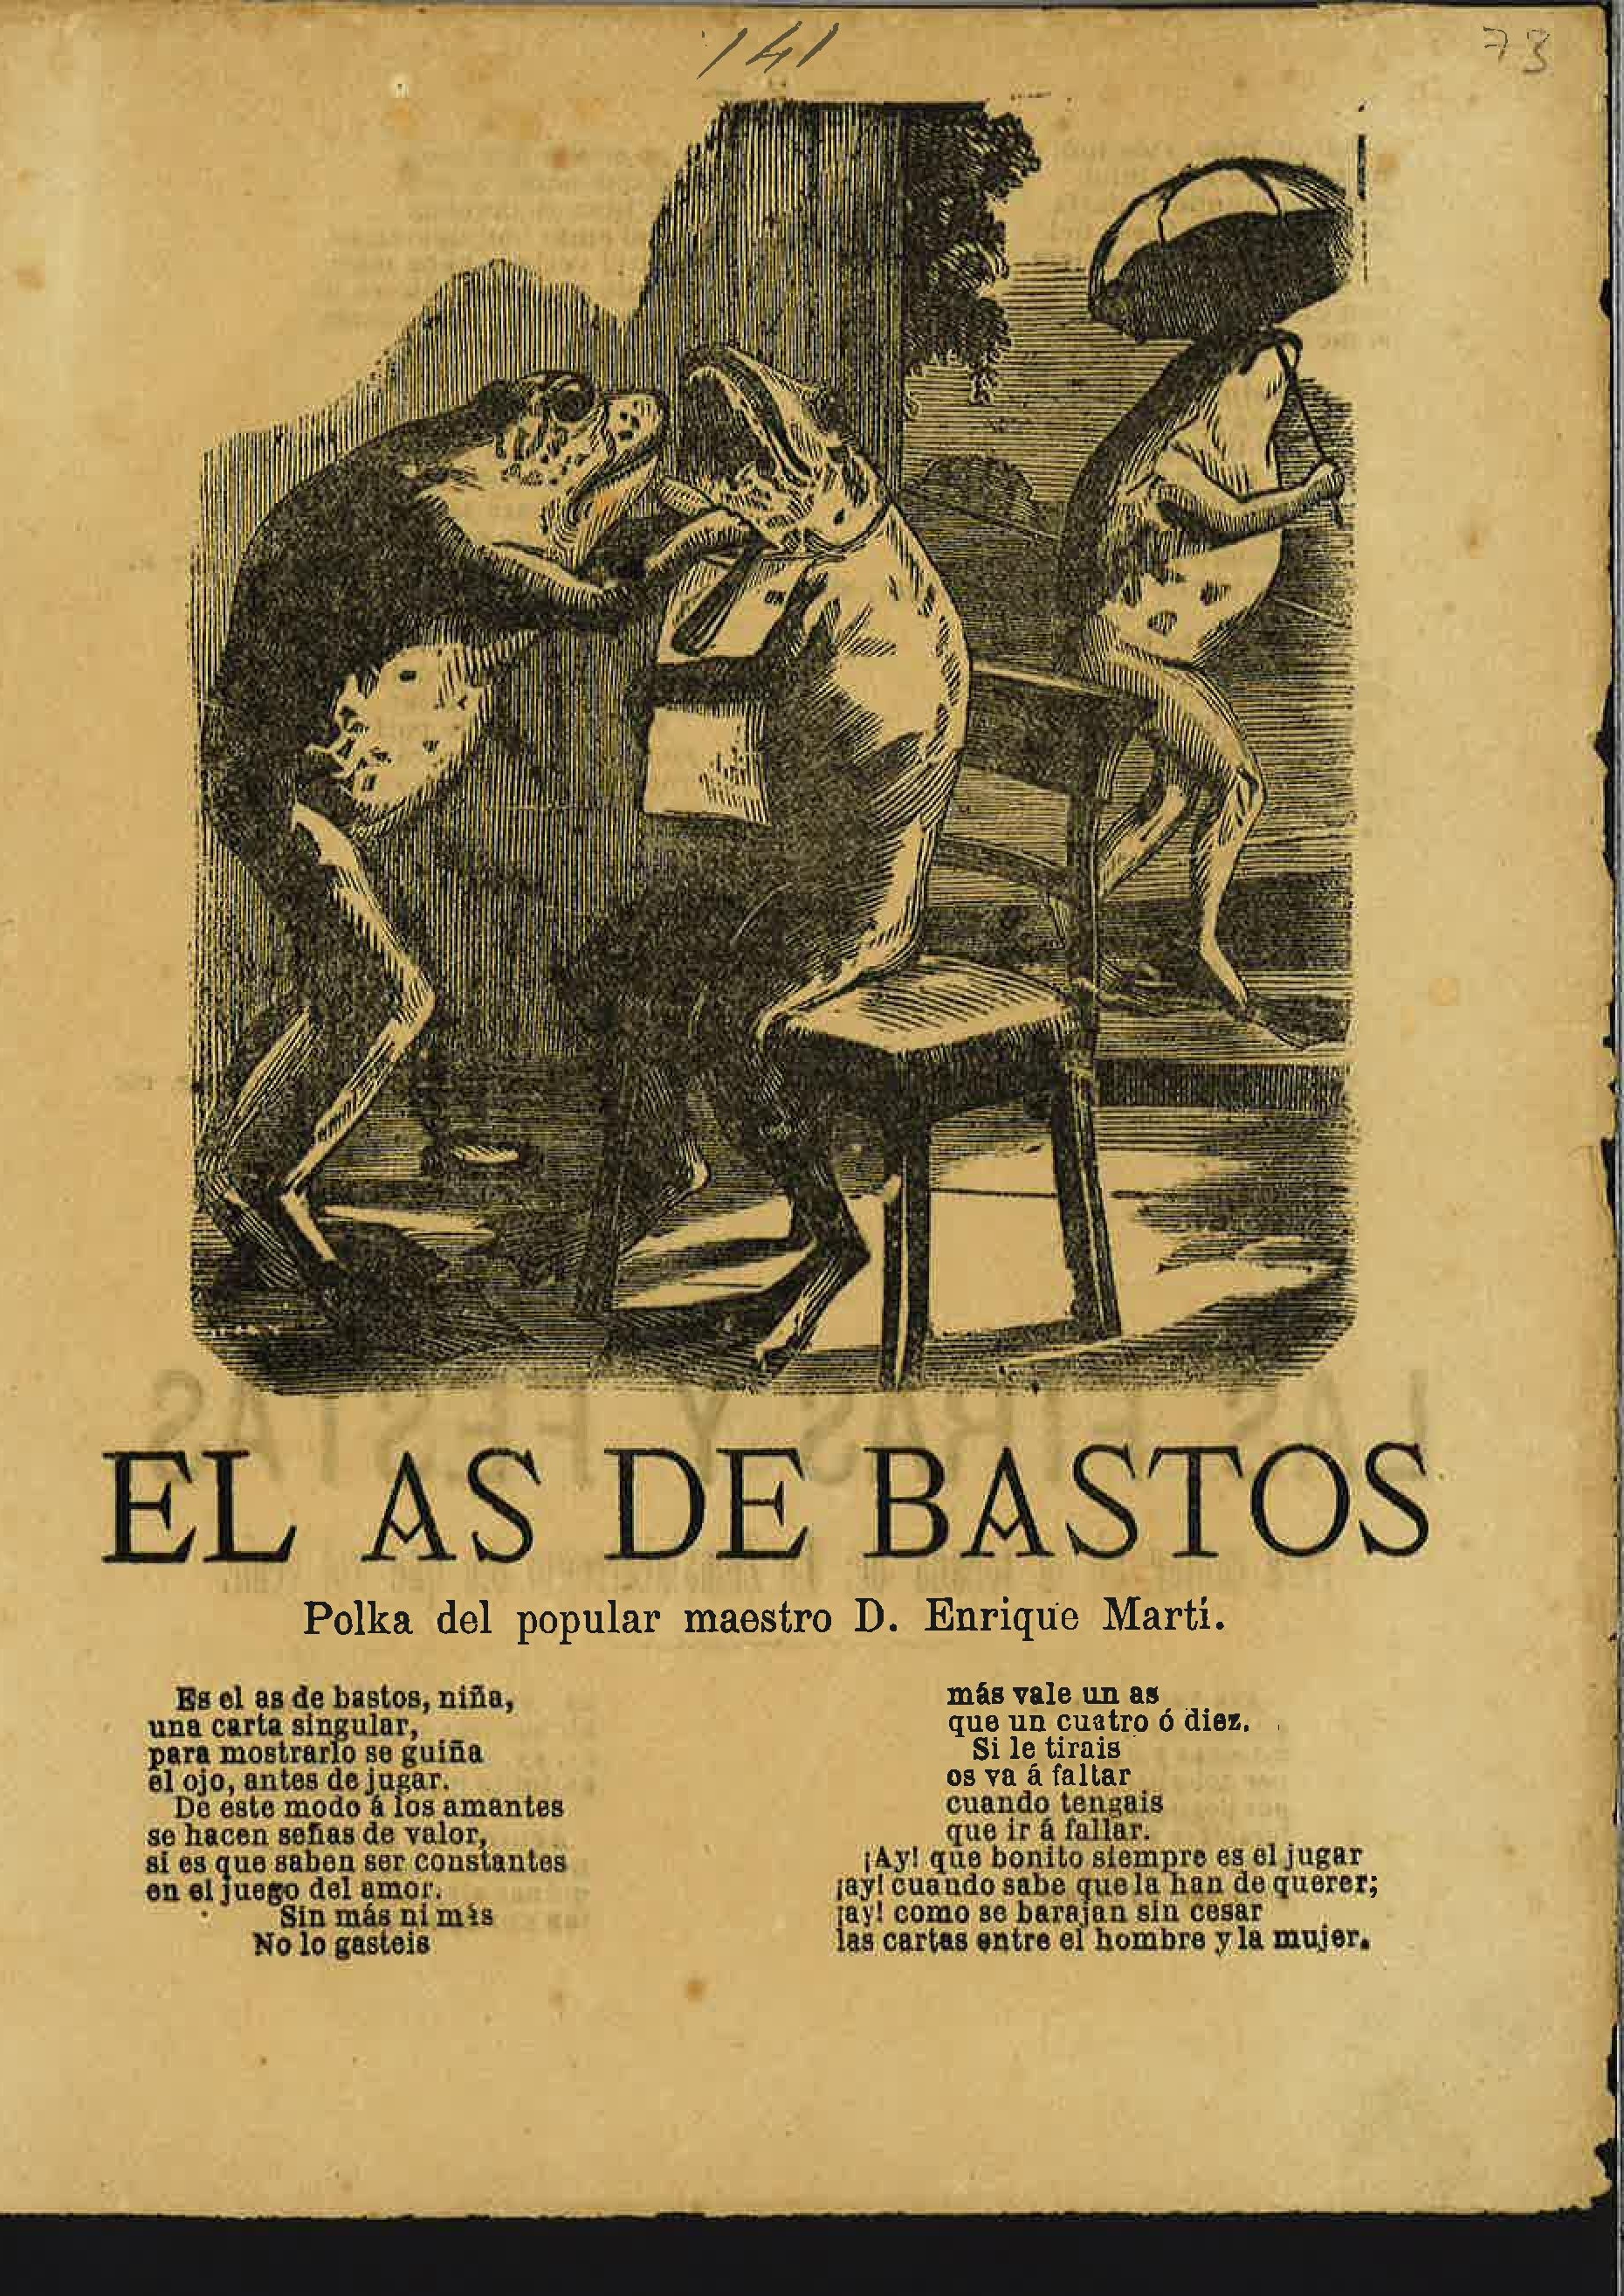 141
73
EL AS DE BASTOS
Polka del popular maestro D. Enrique Martí.
Es el as de bastos, niña,
una carta singular,
para mostrarlo se guiña
el ojo, antes de jugar.
De este modo á los amantes
se hacen señas de valor,
si es que saben ser constantes
en el juego del amor.
Sin más ni más
No lo gasteis
más vale un as
que un cuatro ó diez.
Si le tirais
os va á faltar
cuando tengais
que ir á fallar.
¡Ay! que bonito siempre es el jugar
¡ay! cuando sabe que la han de querer;
¡ay! como se barajan sin cesar
las cartas entre el hombre y la mujer.